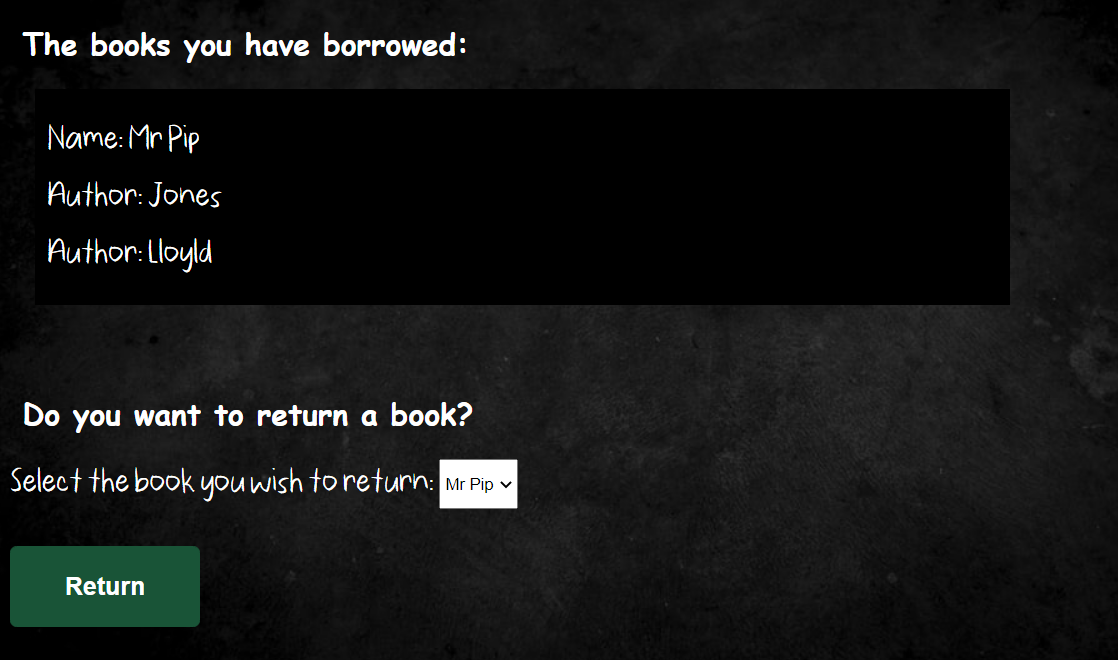 The books you have borrowed:
Name: Mr Pip
Author: Jones
Author: Lloyld
Do you want to return a book?
Select the book you wish to return: Mr Pip
Return